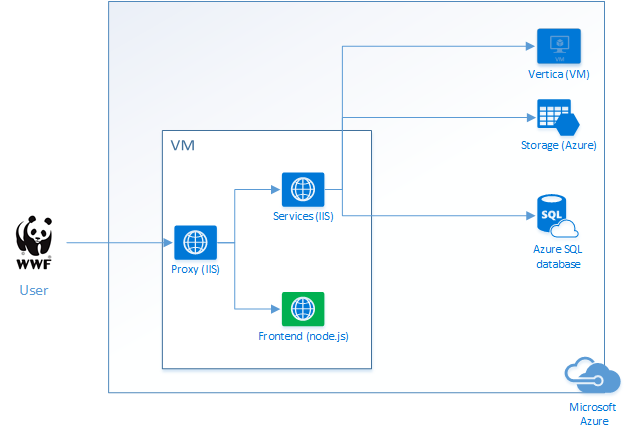 VM
Vertica (VM)
Storage (Azure)
Services (IIS)
SQL
Azure SQL
database
WWF
User
Proxy (IIS)
Frontend (node.js)
Microsoft
Azure
VM